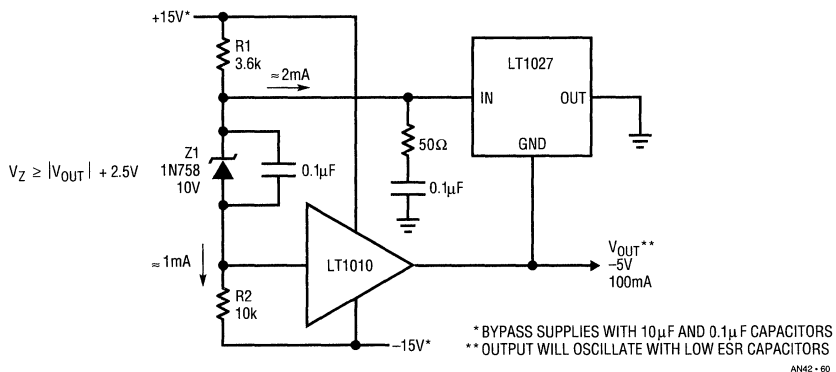 +15V*
R1
3.6k
≈2mA
LT1027
IN
OUT
GND
50Ω
0.1µF
Z1
1N758
10V
0.1µF
V_Z ≥ |V_OUT| + 2.5V
≈1mA
LT1010
R2
10k
V_OUT**
–5V
100mA
–15V*
* BYPASS SUPPLIES WITH 10µF AND 0.1µF CAPACITORS
** OUTPUT WILL OSCILLATE WITH LOW ESR CAPACITORS
AN42 • 60